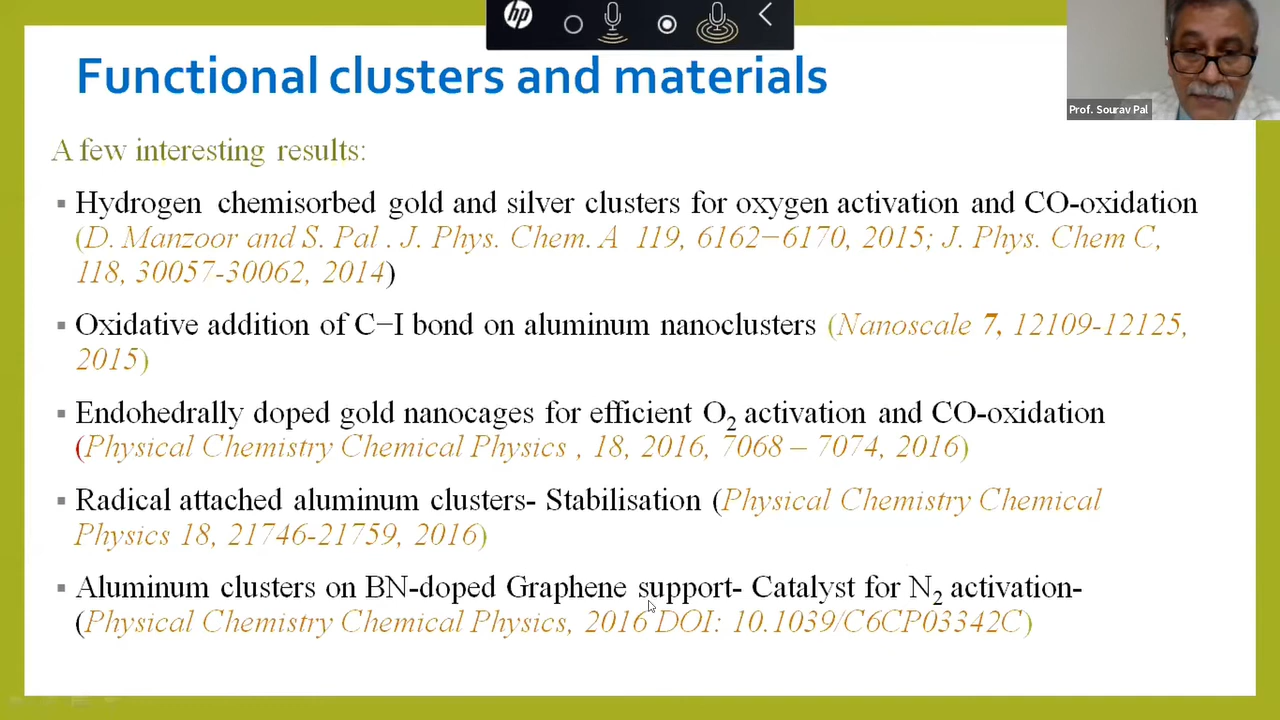 hp
Functional clusters and materials
Prof. Sourav Pal
A few interesting results:
▪ Hydrogen chemisorbed gold and silver clusters for oxygen activation and CO-oxidation
(D. Manzoor and S. Pal . J. Phys. Chem. A 119, 6162−6170, 2015; J. Phys. Chem C,
118, 30057-30062, 2014)
▪ Oxidative addition of C−I bond on aluminum nanoclusters (Nanoscale 7, 12109-12125,
2015)
▪ Endohedrally doped gold nanocages for efficient O₂ activation and CO-oxidation
(Physical Chemistry Chemical Physics , 18, 2016, 7068 – 7074, 2016)
▪ Radical attached aluminum clusters- Stabilisation (Physical Chemistry Chemical
Physics 18, 21746-21759, 2016)
▪ Aluminum clusters on BN-doped Graphene support- Catalyst for N₂ activation-
(Physical Chemistry Chemical Physics, 2016 DOI: 10.1039/C6CP03342C)